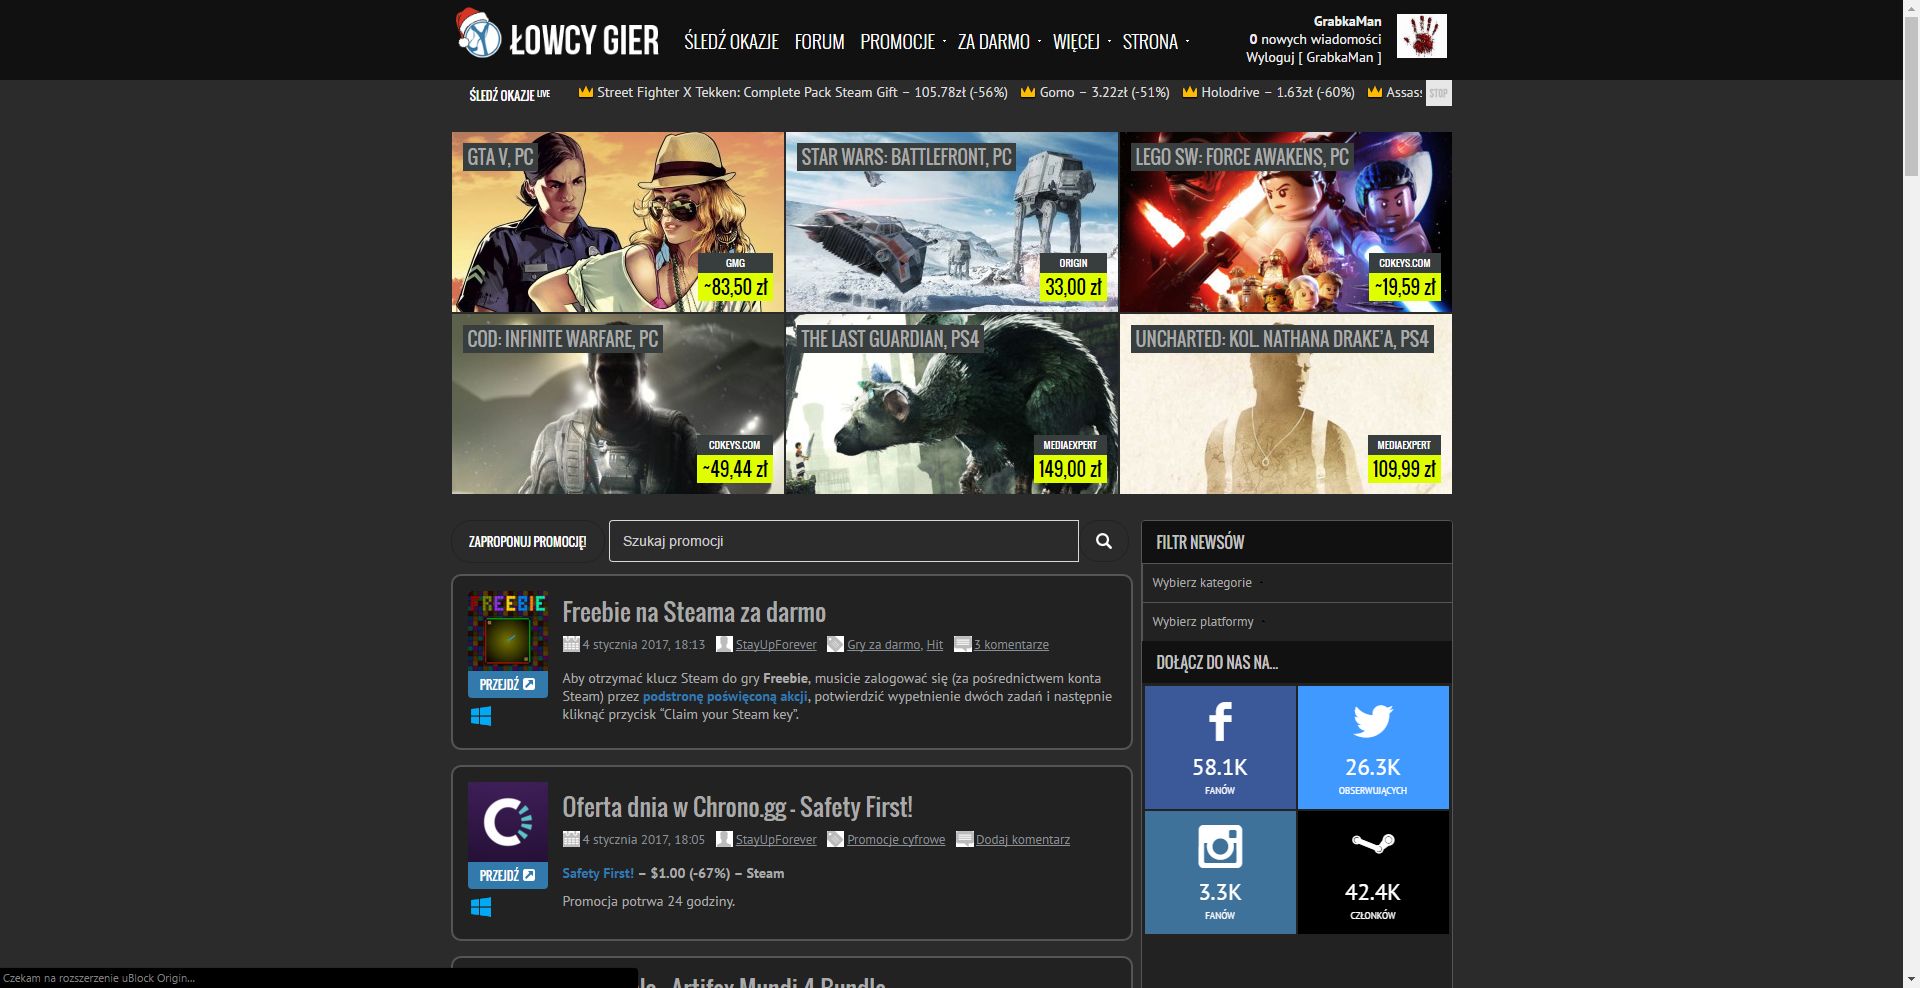 ŁOWCY GIER
ŚLEDŹ OKAZJE FORUM PROMOCJE ZA DARMO WIĘCEJ STRONA
GrabkaMan
0 nowych wiadomości
Wyloguj [ GrabkaMan ]
ŚLEDŹ OKAZJE LIVE
Street Fighter X Tekken: Complete Pack Steam Gift – 105.78zł (-56%) Gomo – 3.22zł (-51%) Holodrive – 1.63zł (-60%) Assas:
STOP
GTA V, PC
GMG
~83,50 zł
STAR WARS: BATTLEFRONT, PC
ORIGIN
33,00 zł
LEGO SW: FORCE AWAKENS, PC
CDKEYS.COM
~19,59 zł
COD: INFINITE WARFARE, PC
CDKEYS.COM
~49,44 zł
THE LAST GUARDIAN, PS4
MEDIAEXPERT
149,00 zł
UNCHARTED: KOL. NATHANA DRAKE'A, PS4
MEDIAEXPERT
109,99 zł
ZAPROPONUJ PROMOCJĘ!
Szukaj promocji
FREEBIE
PRZEJDŹ
Freebie na Steama za darmo
4 stycznia 2017, 18:13 StayUpForever Gry za darmo, Hit 3 komentarze
Aby otrzymać klucz Steam do gry Freebie, musicie zalogować się (za pośrednictwem konta
Steam) przez podstronę poświęconą akcji, potwierdzić wypełnienie dwóch zadań i następnie
kliknąć przycisk “Claim your Steam key”.
PRZEJDŹ
Oferta dnia w Chrono.gg - Safety First!
4 stycznia 2017, 18:05 StayUpForever Promocje cyfrowe Dodaj komentarz
Safety First! – $1.00 (-67%) – Steam
Promocja potrwa 24 godziny.
Artifex Mundi 4 Bundle
FILTR NEWSÓW
Wybierz kategorie
Wybierz platformy
DOŁĄCZ DO NAS NA...
58.1K
FANÓW
26.3K
OBSERWUJĄCYCH
3.3K
FANÓW
42.4K
CZŁONKÓW
Czekam na rozszerzenie uBlock Origin...